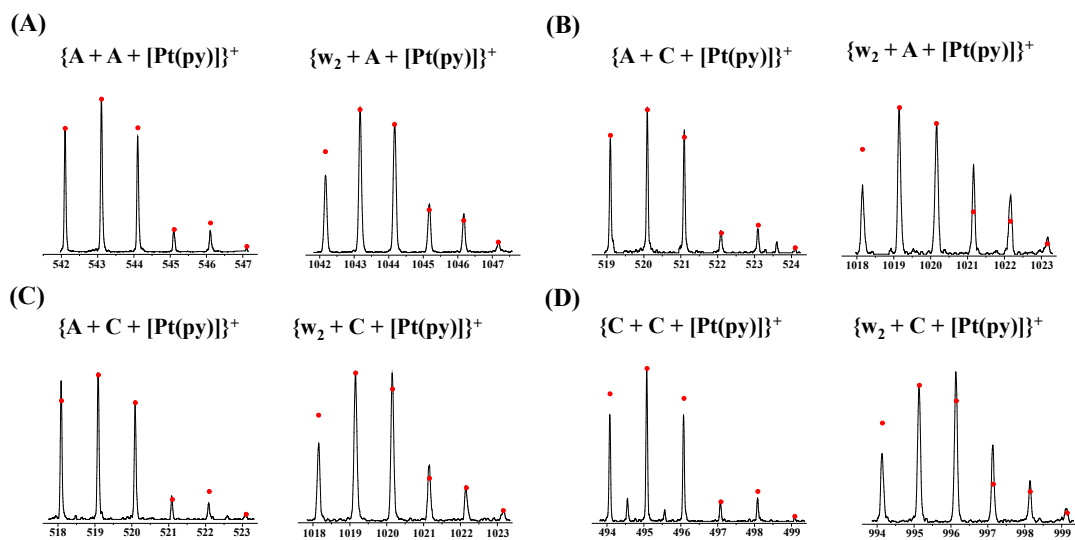 (A)
{A + A + [Pt(py)]}⁺
{w₂ + A + [Pt(py)]}⁺
542 543 544 545 546 547
1042 1043 1044 1045 1046 1047
(B)
{A + C + [Pt(py)]}⁺
{w₂ + A + [Pt(py)]}⁺
519 520 521 522 523 524
1018 1019 1020 1021 1022 1023
(C)
{A + C + [Pt(py)]}⁺
{w₂ + C + [Pt(py)]}⁺
518 519 520 521 522 523
1018 1019 1020 1021 1022 1023
(D)
{C + C + [Pt(py)]}⁺
{w₂ + C + [Pt(py)]}⁺
494 495 496 497 498 499
994 995 996 997 998 999